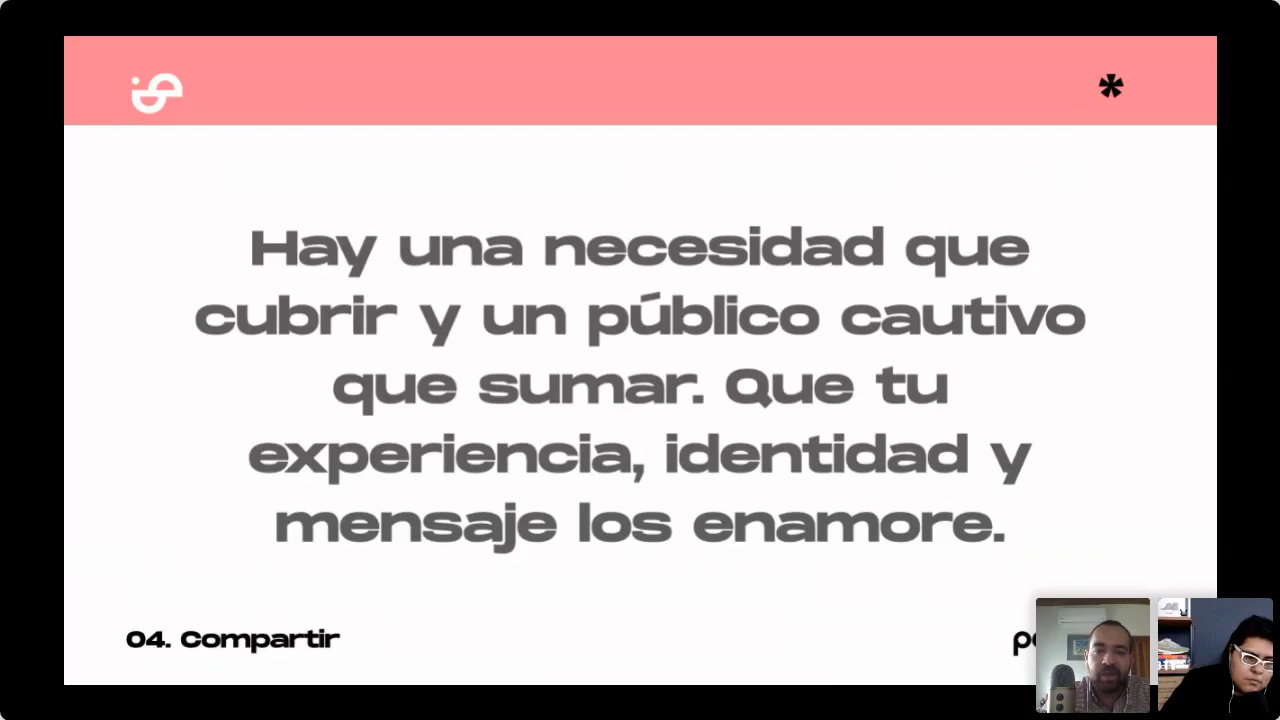 Hay una necesidad que
cubrir y un público cautivo
que sumar. Que tu
experiencia, identidad y
mensaje los enamore.
04. Compartir